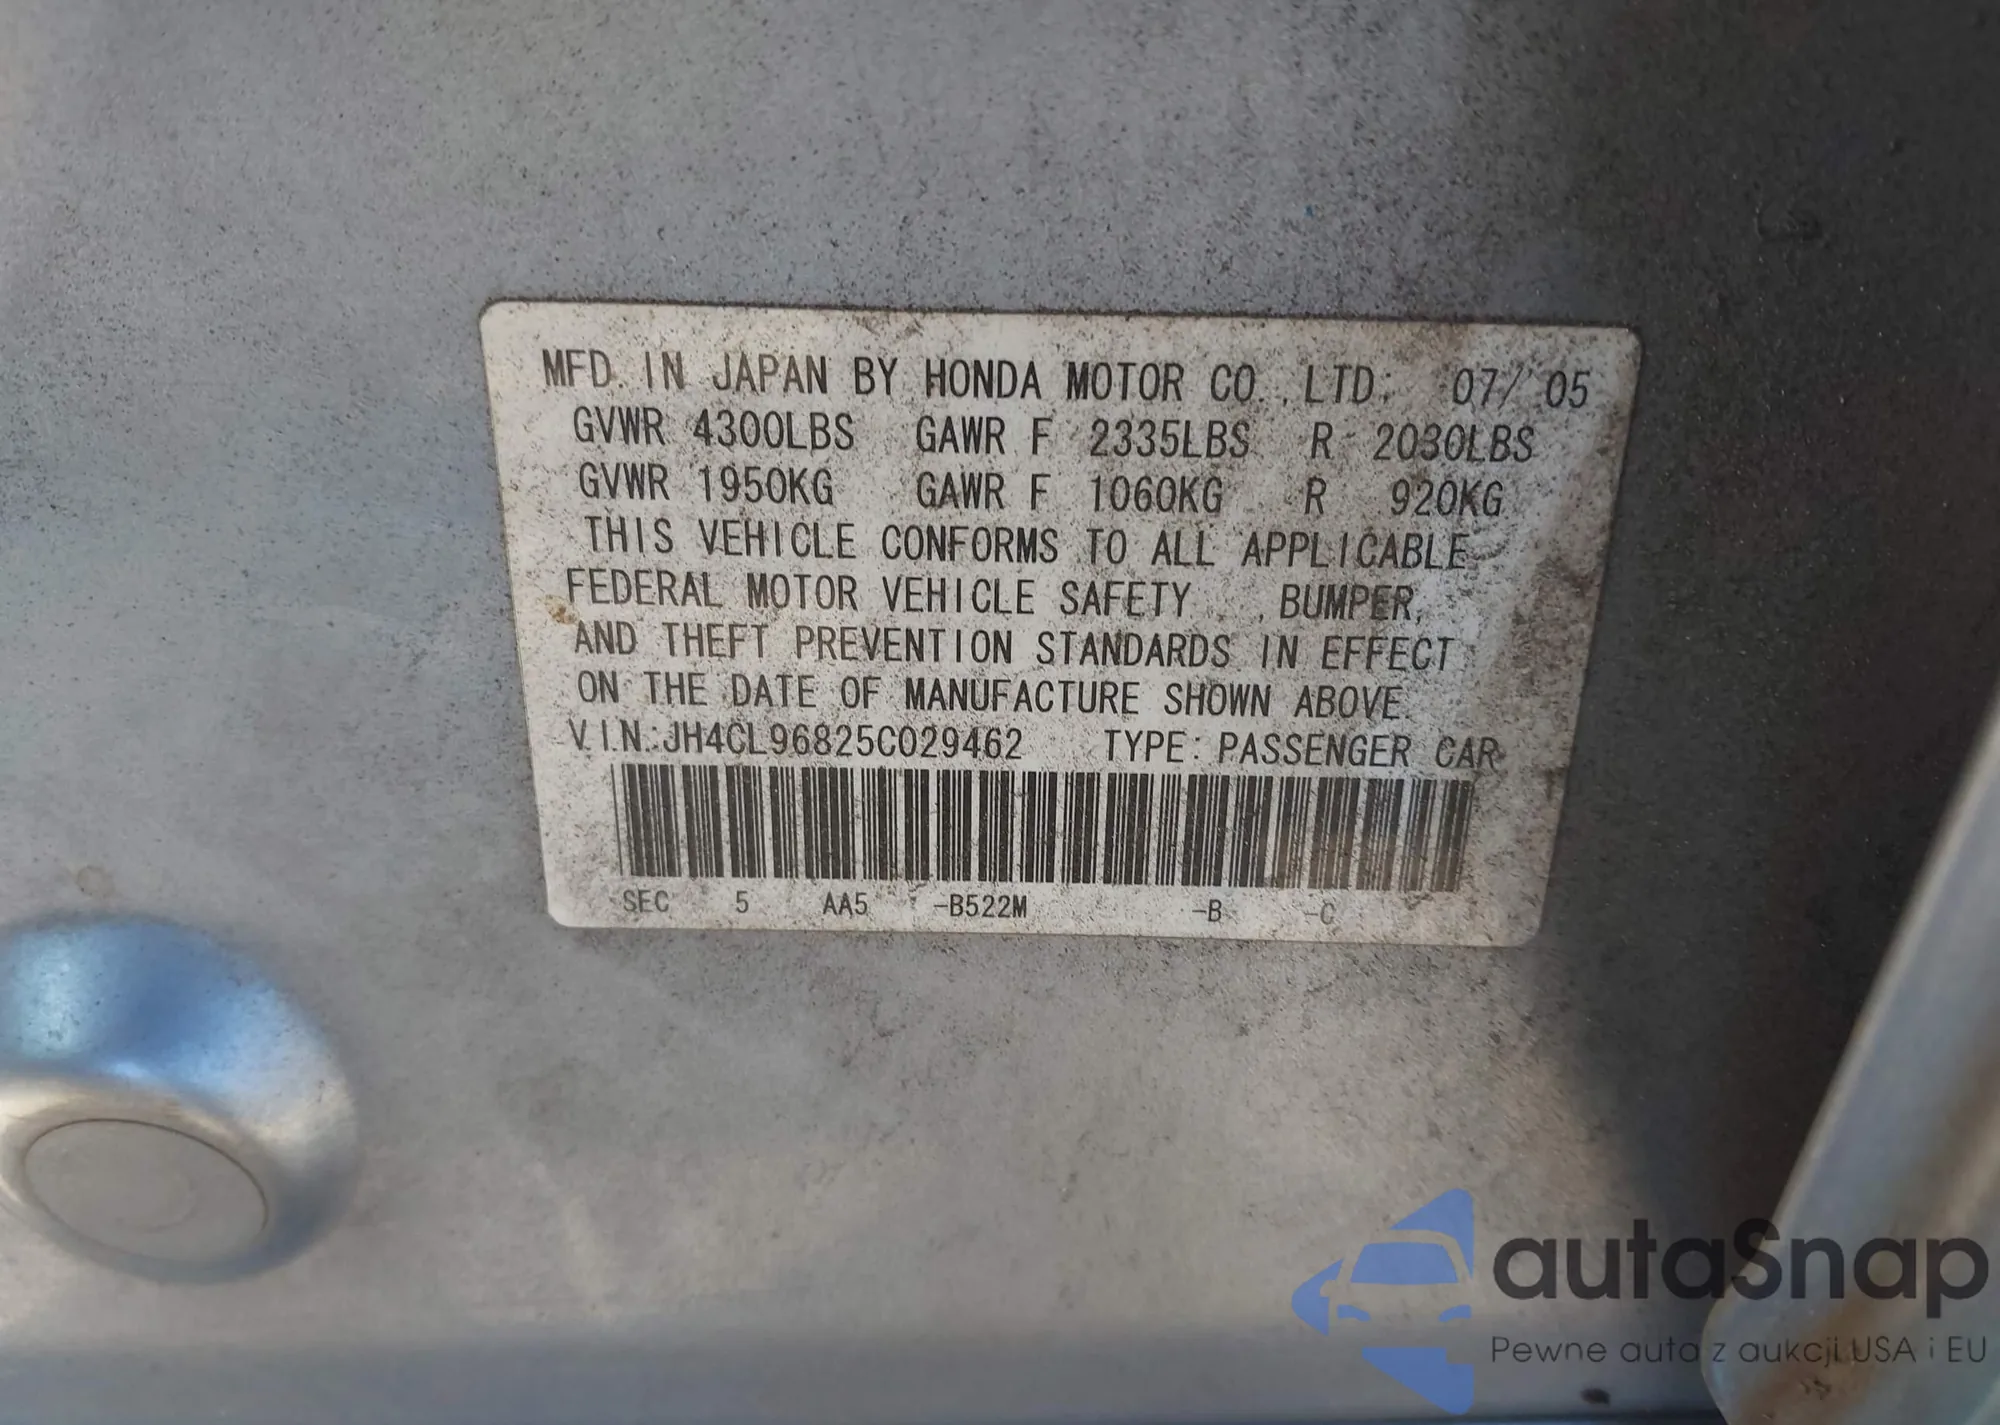 MFD. IN JAPAN BY HONDA MOTOR CO., LTD. 07/ 05
GVWR 4300LBS GAWR F 2335LBS R 2030LBS
GVWR 1950KG GAWR F 1060KG R 920KG
THIS VEHICLE CONFORMS TO ALL APPLICABLE
FEDERAL MOTOR VEHICLE SAFETY , BUMPER,
AND THEFT PREVENTION STANDARDS IN EFFECT
ON THE DATE OF MANUFACTURE SHOWN ABOVE.
V.I.N.:JH4CL96825C029462 TYPE:PASSENGER CAR
SEC 5 AA5 -B522M -B -C
autaSnap
Pewne auta z aukcji USA i EU